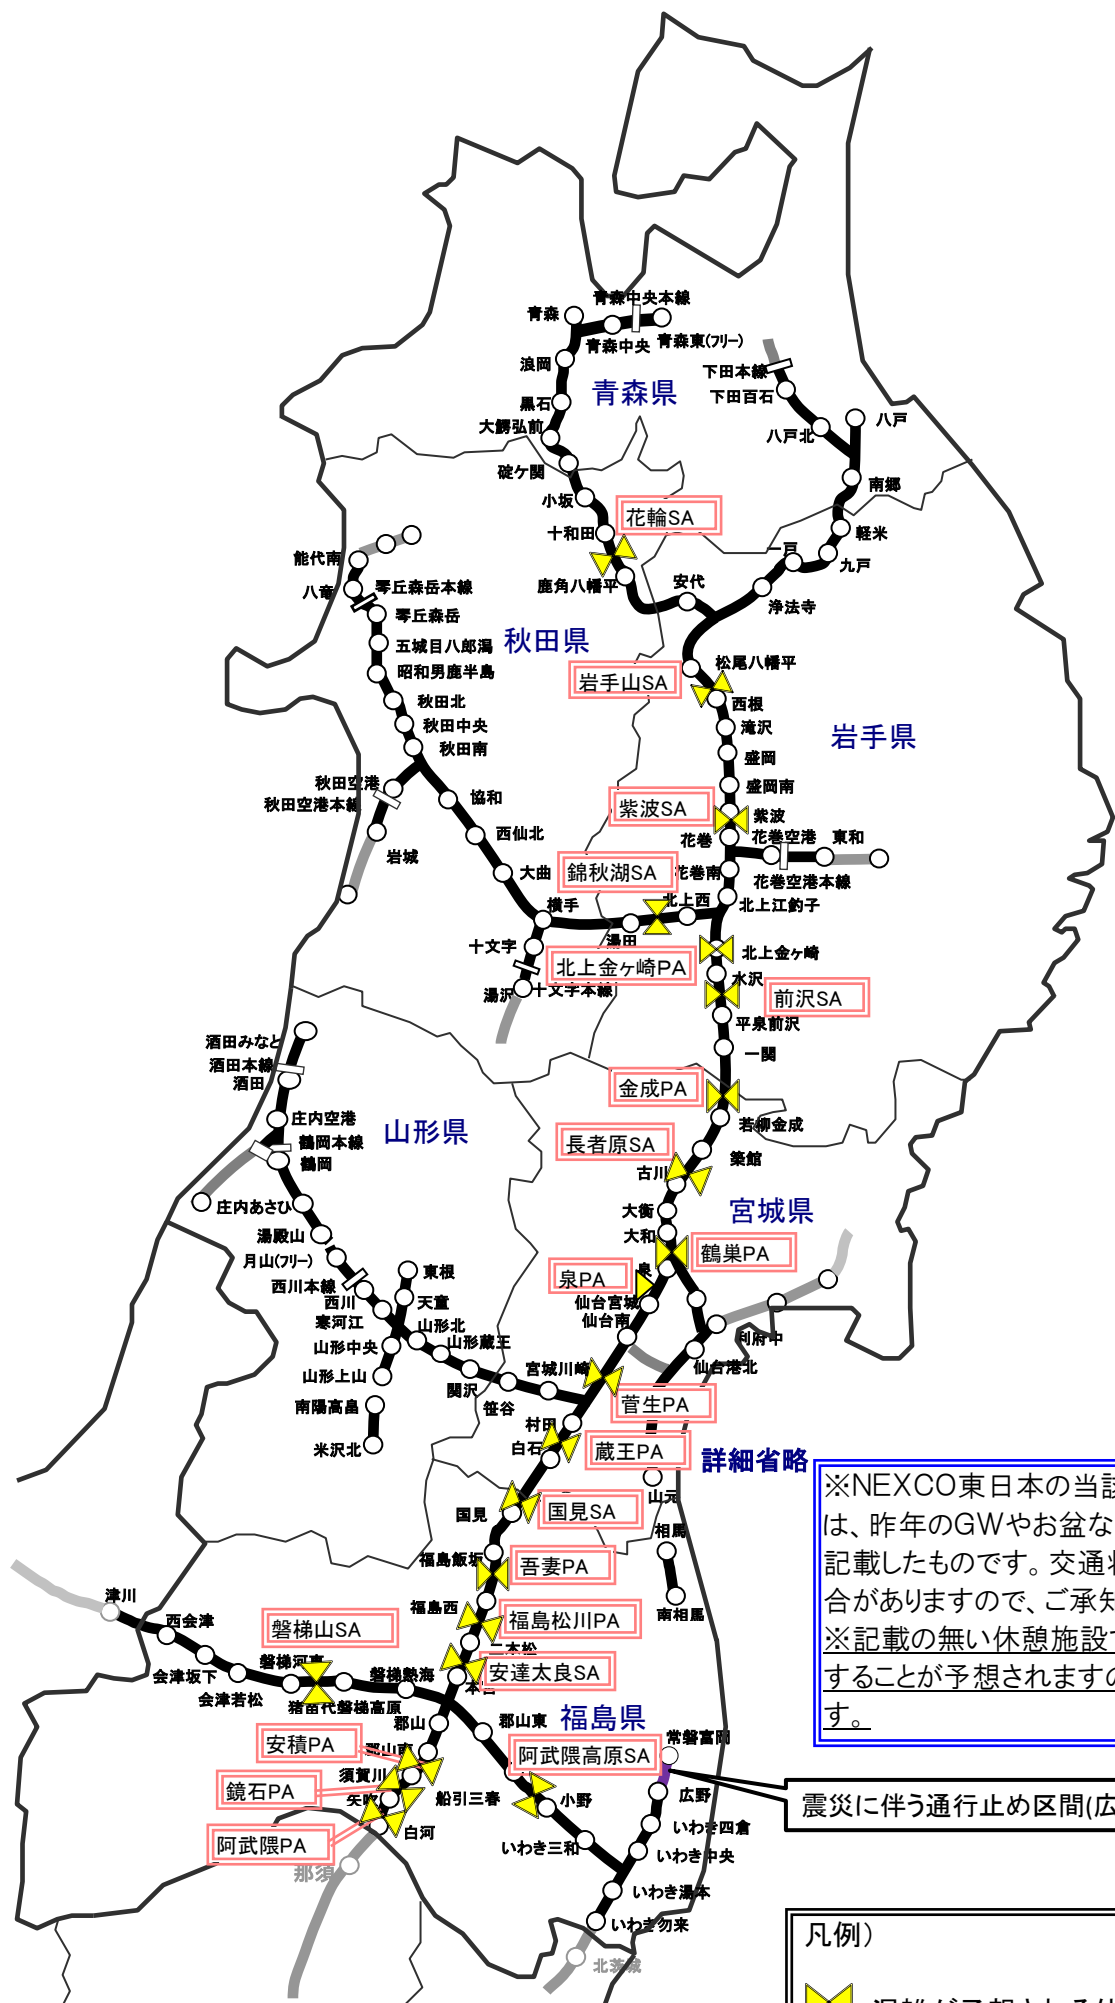 青森中央本線
青森
青森中央
青森東(フリー)
浪岡
下田本線
青森県
下田百石
黒石
八戸
大鰐弘前
八戸北
碇ケ関
南郷
小坂
花輪SA
十和田
軽米
一戸
九戸
能代南
鹿角八幡平
安代
八竜
琴丘森岳本線
浄法寺
琴丘森岳
秋田県
五城目八郎潟
松尾八幡平
昭和男鹿半島
岩手山SA
秋田北
西根
秋田中央
滝沢
岩手県
秋田南
盛岡
秋田空港
盛岡南
秋田空港本線
協和
紫波SA
紫波
西仙北
花巻
花巻空港
東和
岩城
大曲
錦秋湖SA
花巻南
花巻空港本線
横手
北上西
北上江釣子
十文字
湯田
北上金ヶ崎
北上金ヶ崎PA
水沢
湯沢
十文字本線
前沢SA
平泉前沢
酒田みなと
一関
酒田本線
酒田
金成PA
庄内空港
山形県
若柳金成
鶴岡本線
長者原SA
鶴岡
築館
古川
庄内あさひ
大衡
宮城県
湯殿山
大和
月山(フリー)
鶴巣PA
東根
泉
泉PA
西川本線
西川
天童
仙台宮城
寒河江
仙台南
山形北
利府中
山形中央
山形蔵王
仙台港北
山形上山
関沢
宮城川崎
南陽高畠
笹谷
菅生PA
村田
米沢北
白石
蔵王PA
詳細省略
※NEXCO東日本の当該
山元
国見
国見SA
は、昨年のGWやお盆な
相馬
記載したものです。交通状
福島飯坂
吾妻PA
合がありますので、ご承知
津川
福島西
南相馬
西会津
磐梯山SA
福島松川PA
※記載の無い休憩施設で
二本松
会津坂下
磐梯河東
磐梯熱海
安達太良SA
することが予想されますの
会津若松
猪苗代磐梯高原
本宮
す。
郡山
郡山東
福島県
安積PA
郡山南
阿武隈高原SA
常磐富岡
鏡石PA
須賀川
矢吹
船引三春
小野
広野
震災に伴う通行止め区間(広
阿武隈PA
白河
いわき三和
いわき四倉
いわき中央
那須
いわき湯本
いわき勿来
凡例)
北茨城